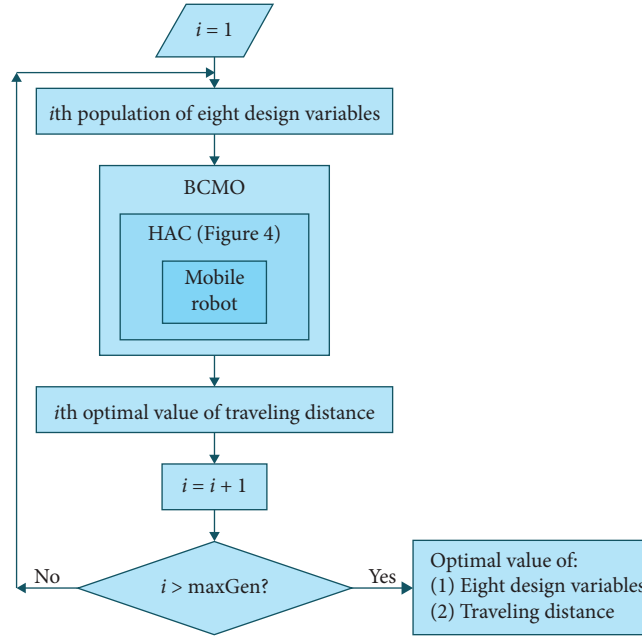 i = 1
ith population of eight design variables
BCMO
HAC (Figure 4)
Mobile
robot
ith optimal value of traveling distance
i = i + 1
i > maxGen?
No
Yes
Optimal value of:
(1) Eight design variables
(2) Traveling distance